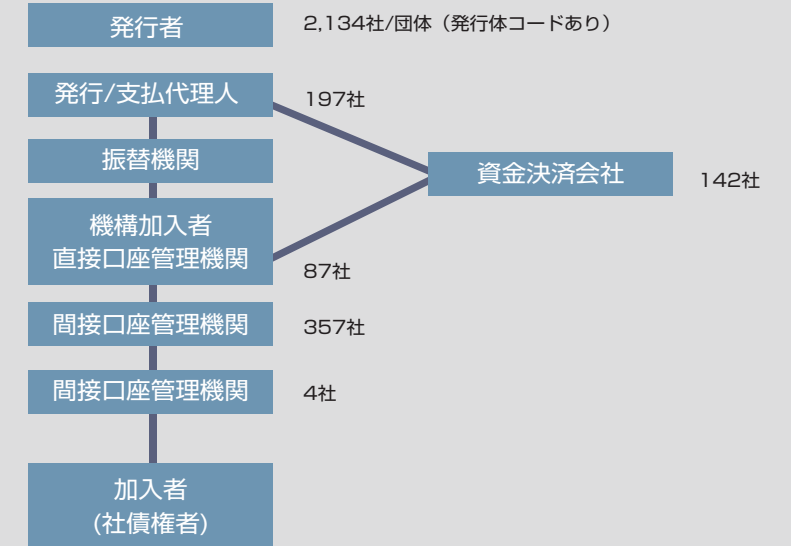 発行者
2,134社/団体（発行体コードあり）
発行/支払代理人
197社
振替機関
資金決済会社
142社
機構加入者
直接口座管理機関
87社
間接口座管理機関
357社
間接口座管理機関
4社
加入者
(社債権者)